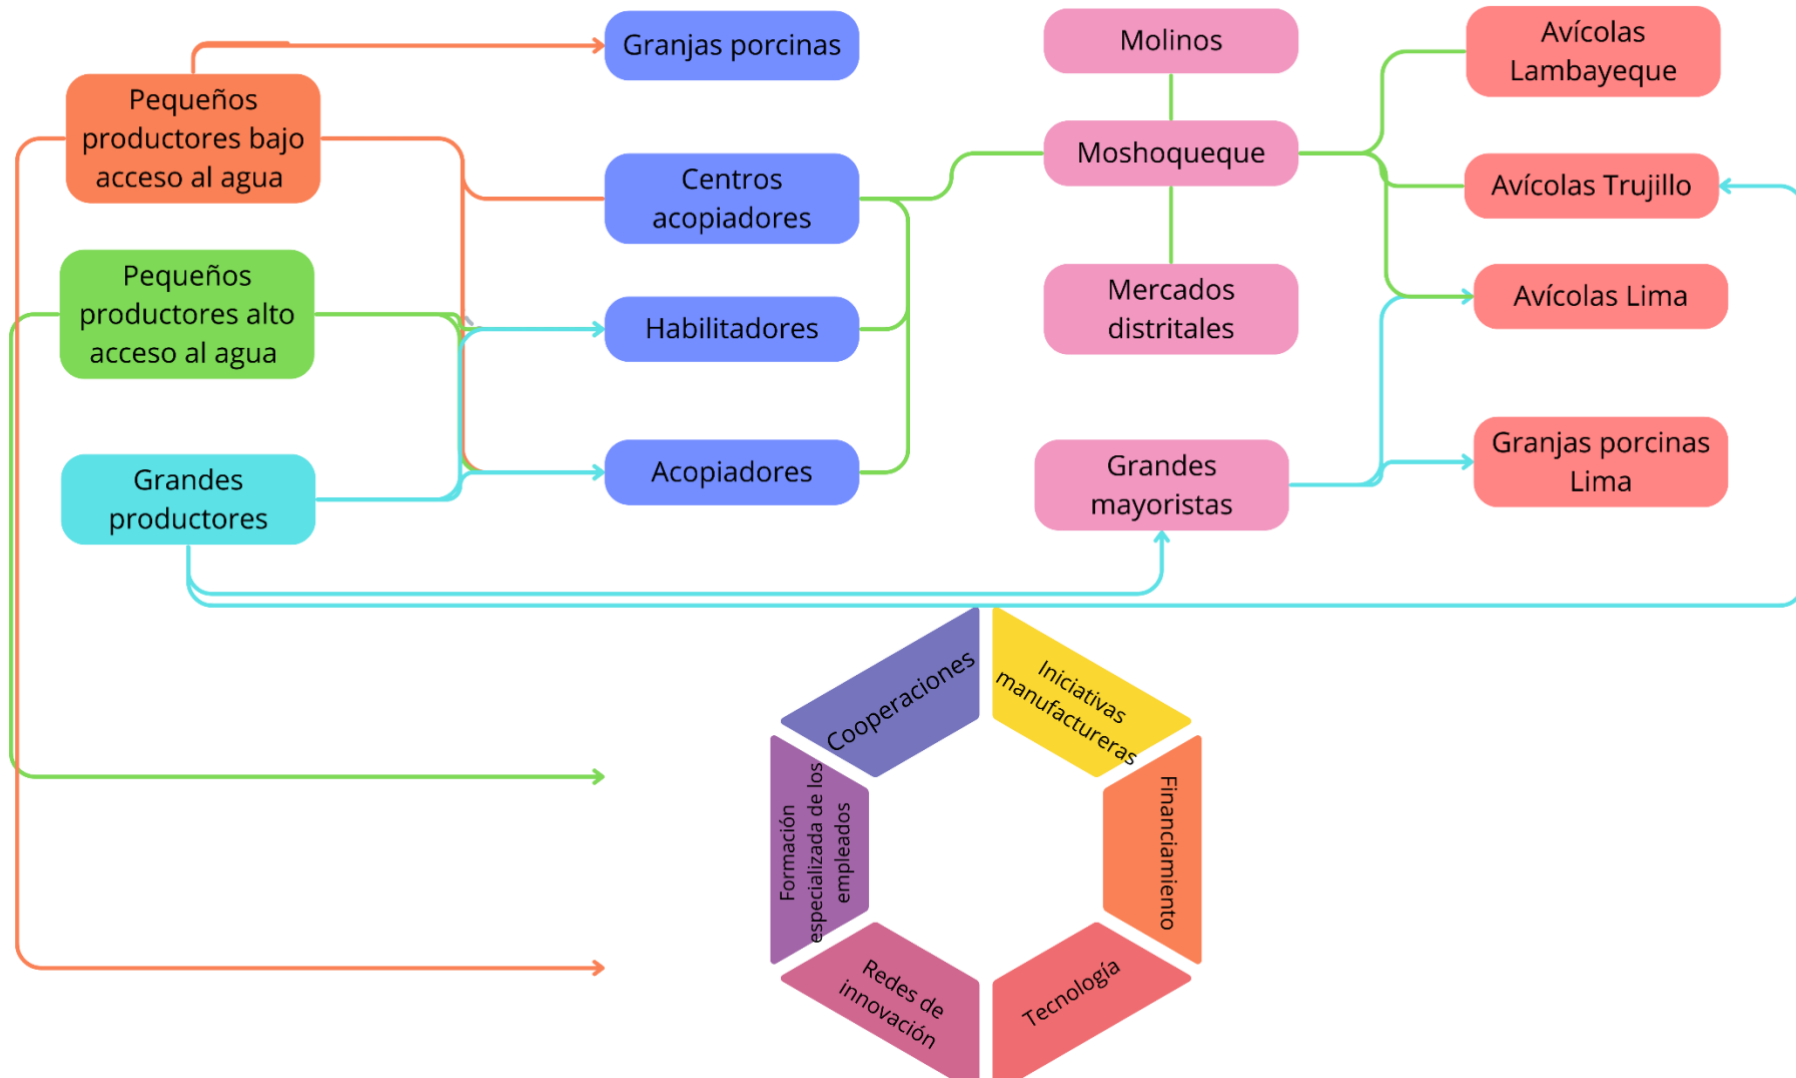 Pequeños
productores bajo
acceso al agua
Pequeños
productores alto
acceso al agua
Grandes
productores
Granjas porcinas
Centros
acopiadores
Habilitadores
Acopiadores
Molinos
Moshoqueque
Mercados
distritales
Grandes
mayoristas
Avícolas
Lambayeque
Avícolas Trujillo
Avícolas Lima
Granjas porcinas
Lima
Cooperaciones
Iniciativas
manufactureras
Financiamiento
Tecnología
Redes de
innovación
Formación
especializada de los
empleados